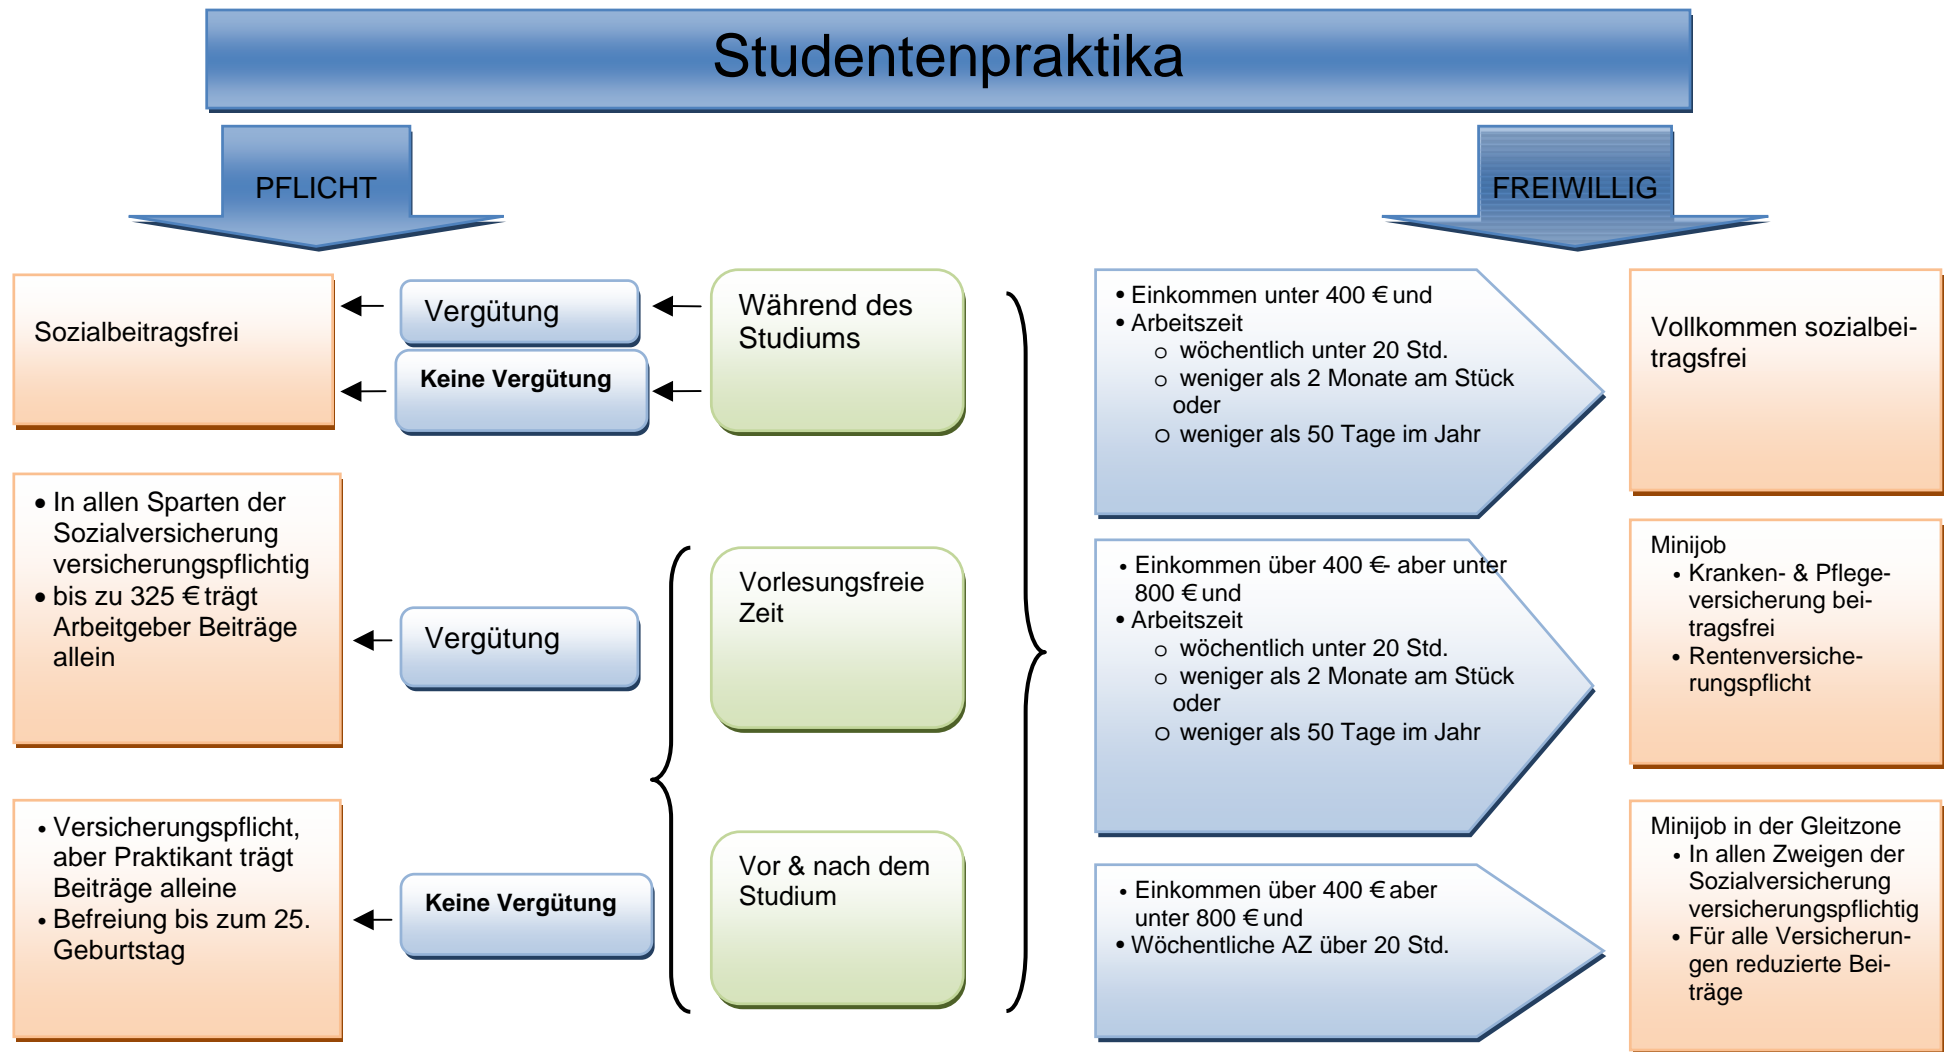 Studentenpraktika
PFLICHT
FREIWILLIG
Sozialbeitragsfrei
Vergütung
Keine Vergütung
Während des
Studiums
• In allen Sparten der
Sozialversicherung
versicherungspflichtig
• bis zu 325 € trägt
Arbeitgeber Beiträge
allein
Vergütung
Vorlesungsfreie
Zeit
• Versicherungspflicht,
aber Praktikant trägt
Beiträge alleine
• Befreiung bis zum 25.
Geburtstag
Keine Vergütung
Vor & nach dem
Studium
• Einkommen unter 400 € und
• Arbeitszeit
o wöchentlich unter 20 Std.
o weniger als 2 Monate am Stück
oder
o weniger als 50 Tage im Jahr
Vollkommen sozialbei-
tragsfrei
• Einkommen über 400 €- aber unter
800 € und
• Arbeitszeit
o wöchentlich unter 20 Std.
o weniger als 2 Monate am Stück
oder
o weniger als 50 Tage im Jahr
Minijob
• Kranken- & Pflege-
versicherung bei-
tragsfrei
• Rentenversiche-
rungspflicht
• Einkommen über 400 € aber
unter 800 € und
• Wöchentliche AZ über 20 Std.
Minijob in der Gleitzone
• In allen Zweigen der
Sozialversicherung
versicherungspflichtig
• Für alle Versicherun-
gen reduzierte Bei-
träge